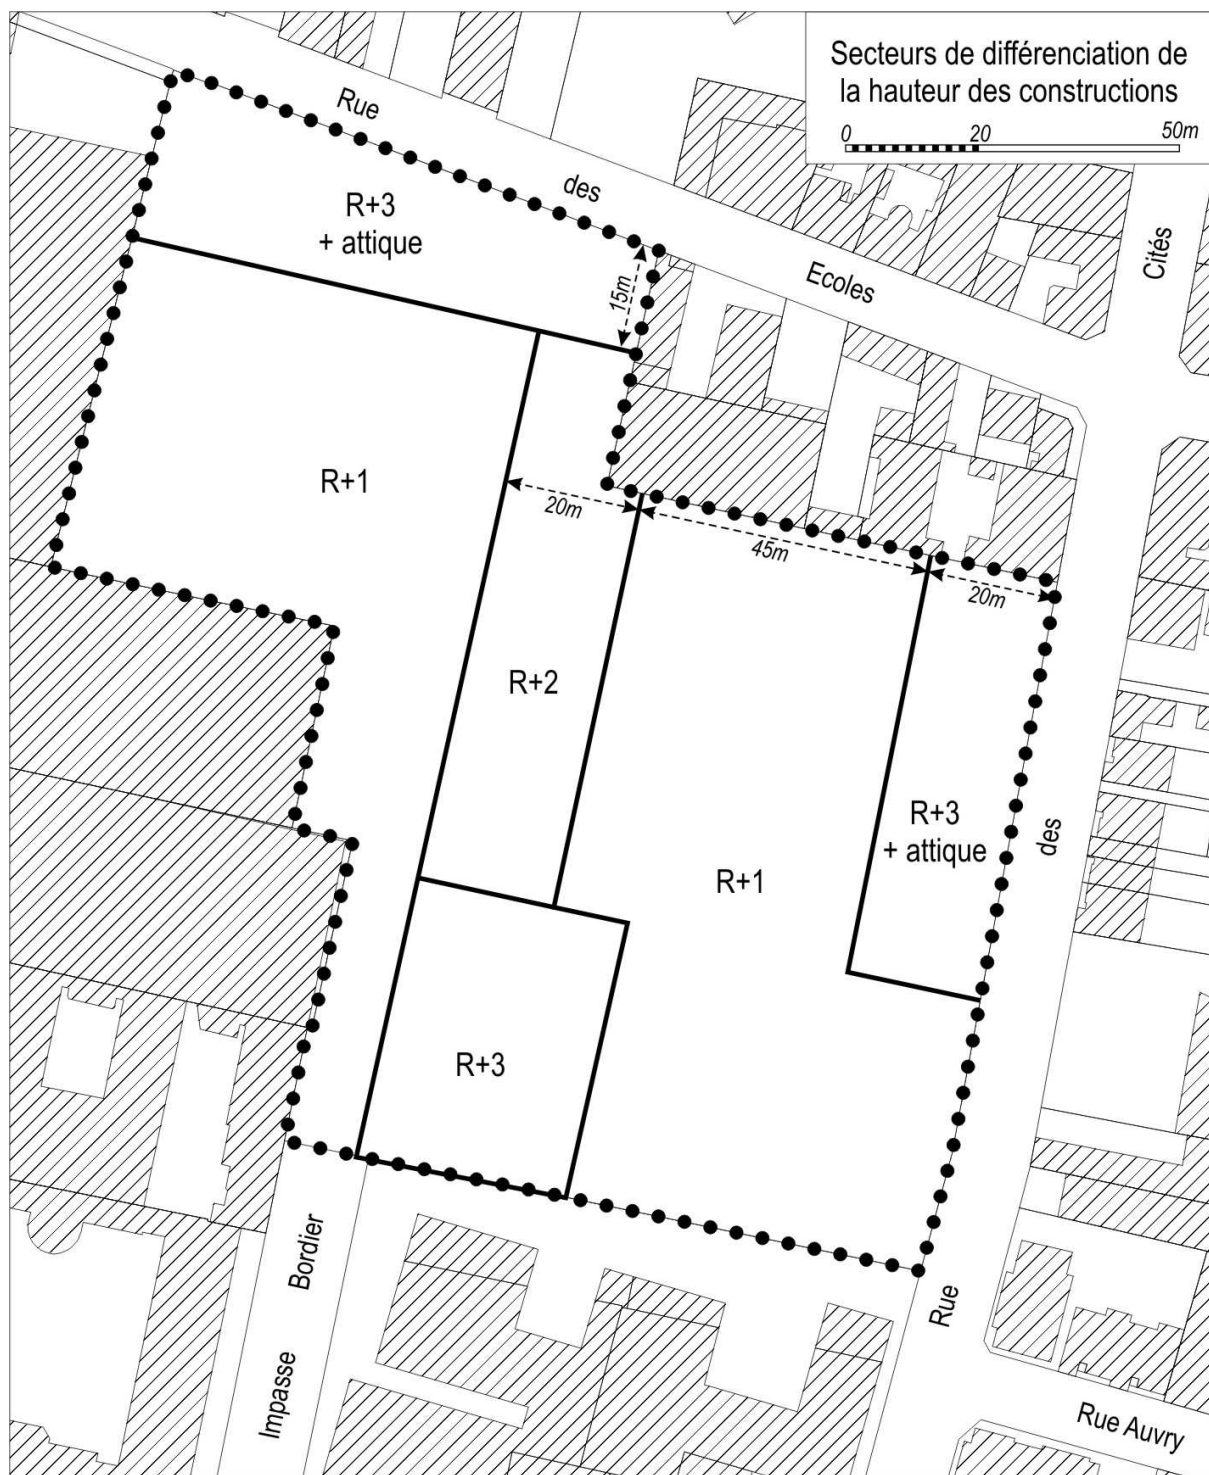 Secteurs de différenciation de
la hauteur des constructions
0 20 50m
Rue des Ecoles
R+3
+ attique
15m
Cités
R+1
20m
45m
20m
R+2
R+3
+ attique
des
R+1
R+3
Bordier
Rue
Impasse
Rue Auvry